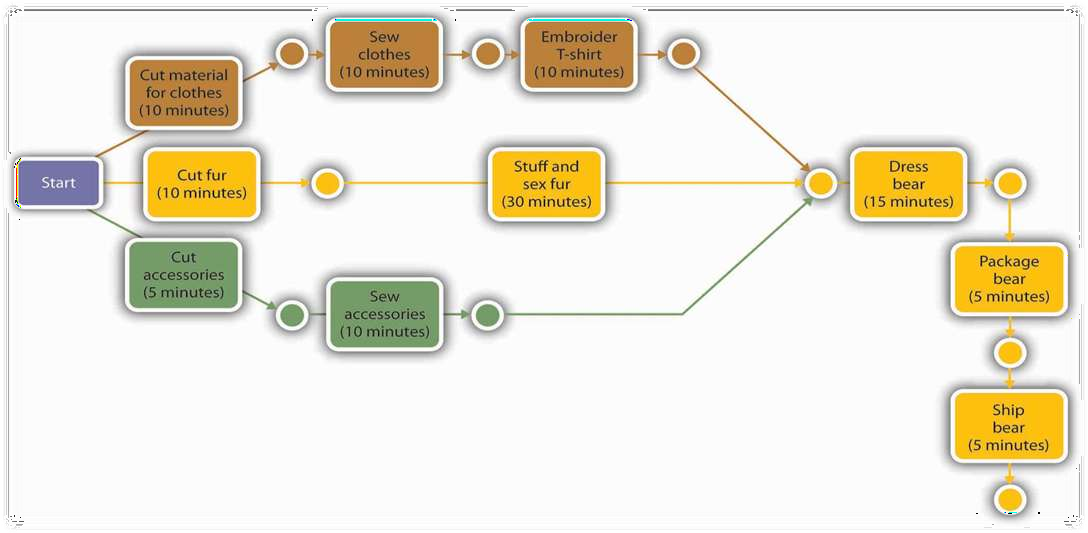 Sew
clothes
(10 minutes)
Embroider
T-shirt
(10 minutes)
Cut material
for clothes
(10 minutes)
Start
Cut fur
(10 minutes)
Stuff and
sex fur
(30 minutes)
Dress
bear
(15 minutes)
Cut
accessories
(5 minutes)
Sew
accessories
(10 minutes)
Package
bear
(5 minutes)
Ship
bear
(5 minutes)